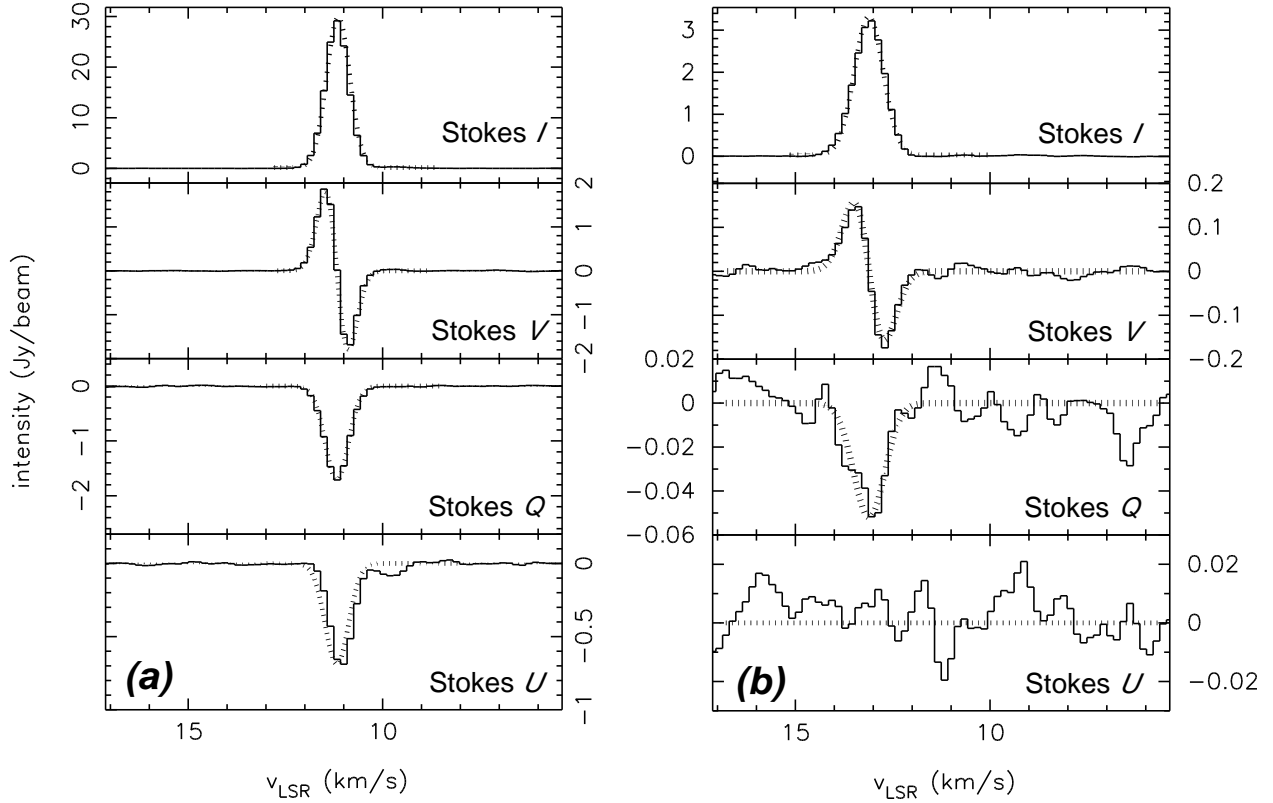 intensity (Jy/beam)
30
20
10
0
Stokes I
2
1
0
−1
−2
Stokes V
0
−1
−2
Stokes Q
0
−0.5
−1
Stokes U
(a)
15 10
v_LSR (km/s)
3
2
1
0
Stokes I
0.2
0.1
0
−0.1
−0.2
Stokes V
0.02
0
−0.02
−0.04
−0.06
Stokes Q
0.02
0
−0.02
Stokes U
(b)
15 10
v_LSR (km/s)